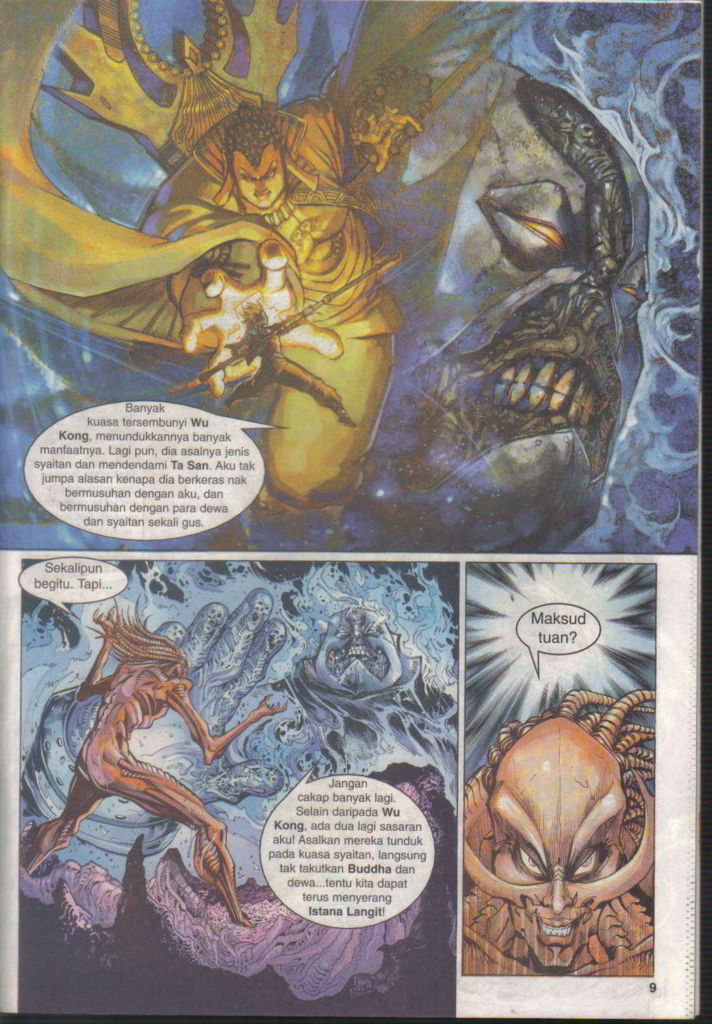 Banyak
kuasa tersembunyi Wu
Kong, menundukkannya banyak
manfaatnya. Lagi pun, dia asalnya jenis
syaitan dan mendendami Ta San. Aku tak
jumpa alasan kenapa dia berkeras nak
bermusuhan dengan aku, dan
bermusuhan dengan para dewa
dan syaitan sekali gus.
Sekalipun
begitu. Tapi...
Jangan
cakap banyak lagi.
Selain daripada Wu
Kong, ada dua lagi sasaran
aku! Asalkan mereka tunduk
pada kuasa syaitan, langsung
tak takutkan Buddha dan
dewa...tentu kita dapat
terus menyerang
Istana Langit!
Maksud
tuan?
9